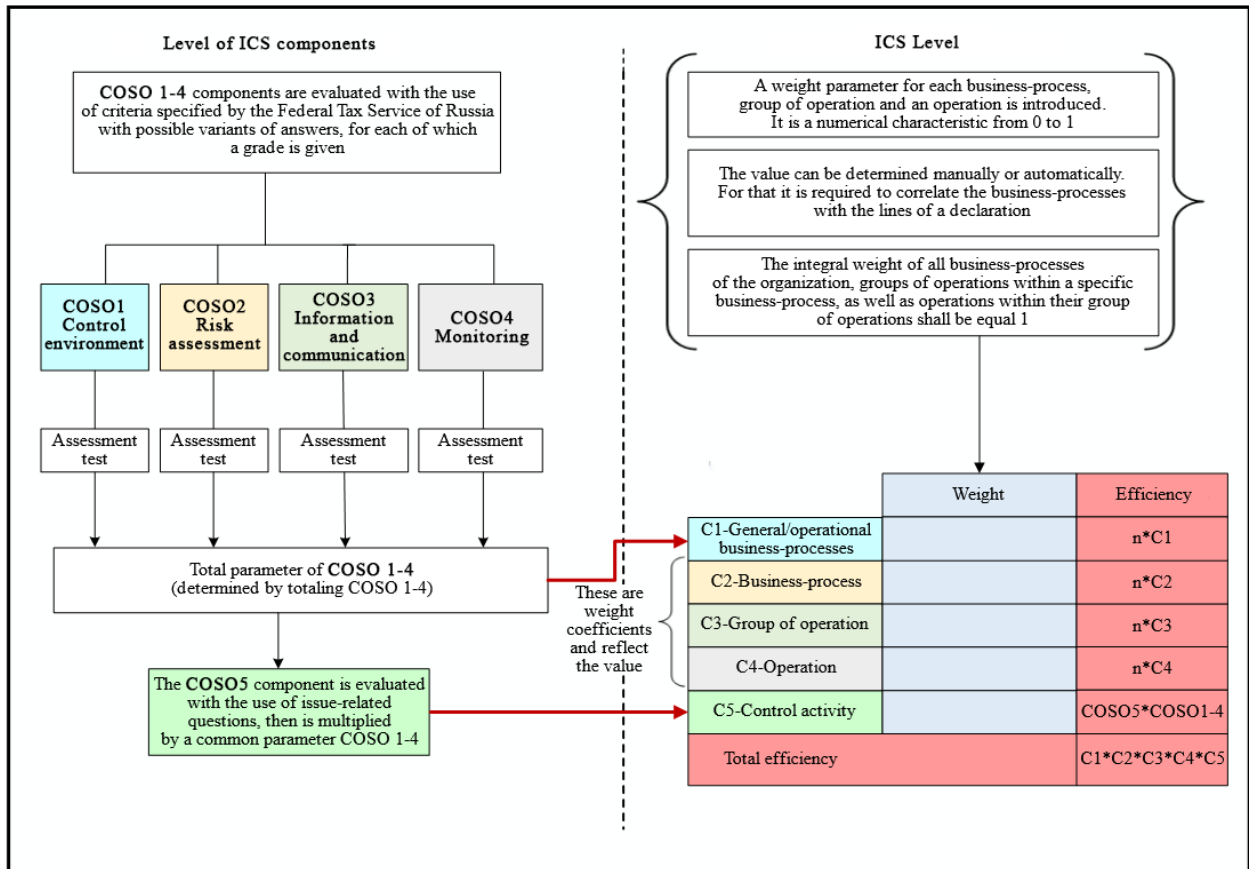 Level of ICS components
COSO 1-4 components are evaluated with the use
of criteria specified by the Federal Tax Service of Russia
with possible variants of answers, for each of which
a grade is given
COSO1
Control
environment
COSO2
Risk
assessment
COSO3
Information
and
communication
COSO4
Monitoring
Assessment
test
Assessment
test
Assessment
test
Assessment
test
Total parameter of COSO 1-4
(determined by totaling COSO 1-4)
The COSO5 component is evaluated
with the use of issue-related
questions, then is multiplied
by a common parameter COSO 1-4
ICS Level
A weight parameter for each business-process,
group of operation and an operation is introduced.
It is a numerical characteristic from 0 to 1
The value can be determined manually or automatically.
For that it is required to correlate the business-processes
with the lines of a declaration
The integral weight of all business-processes
of the organization, groups of operations within a specific
business-process, as well as operations within their group
of operations shall be equal 1
These are
weight
coefficients
and reflect
the value
Weight
Efficiency
C1-General/operational
business-processes
n*C1
C2-Business-process
n*C2
C3-Group of operation
n*C3
C4-Operation
n*C4
C5-Control activity
COSO5*COSO1-4
Total efficiency
C1*C2*C3*C4*C5